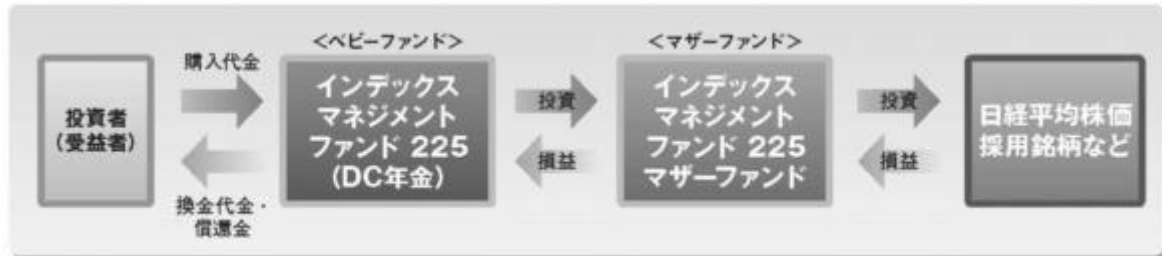 <ベビーファンド>
<マザーファンド>
投資者
(受益者)
購入代金
換金代金・
償還金
インデックス
マネジメント
ファンド 225
(DC年金)
投資
損益
インデックス
マネジメント
ファンド 225
マザーファンド
投資
損益
日経平均株価
採用銘柄など